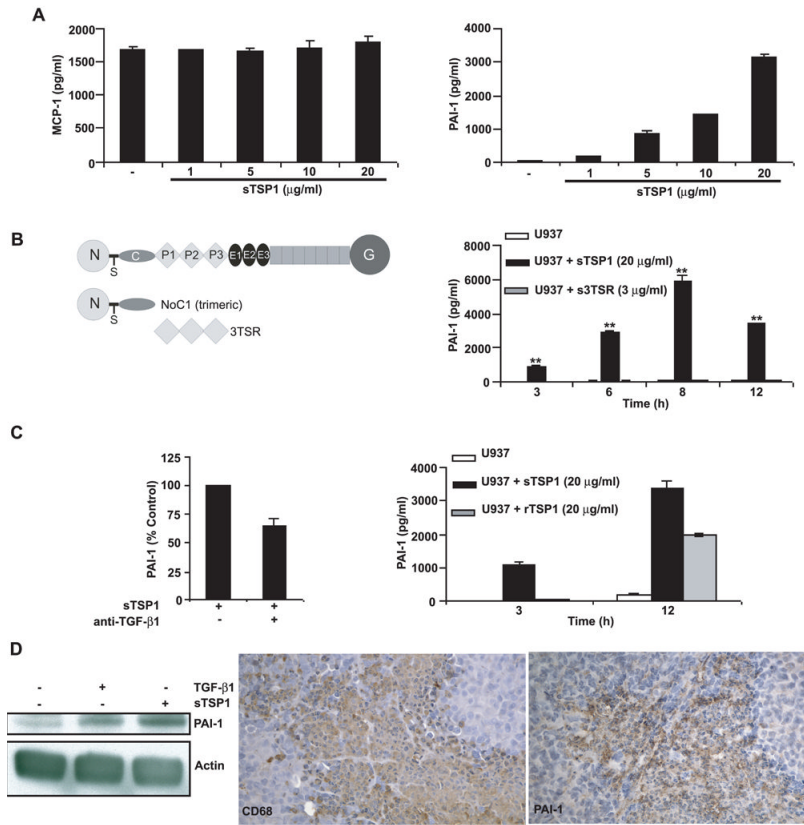 A
MCP-1
(pg/ml)
2000
1500
1000
500
0
- 1 5 10 20
sTSP1 (μg/ml)
PAI-1
(pg/ml)
4000
3000
2000
1000
0
- 1 5 10 20
sTSP1 (μg/ml)
B
N C P1 P2 P3 E1 E2 E3 G
S
N NoC1 (trimeric)
S
3TSR
U937
U937 + sTSP1 (20 μg/ml)
U937 + s3TSR (3 μg/ml)
PAI-1
(pg/ml)
8000
6000
4000
2000
0
** ** ** **
3 6 8 12
Time (h)
C
PAI-1 (% Control)
125
100
75
50
25
0
sTSP1 + +
anti-TGF-β1 - +
U937
U937 + sTSP1 (20 μg/ml)
U937 + rTSP1 (20 μg/ml)
PAI-1
(pg/ml)
4000
3000
2000
1000
0
3 12
Time (h)
D
- + - TGF-β1
- - + sTSP1
PAI-1
Actin
CD68
PAI-1